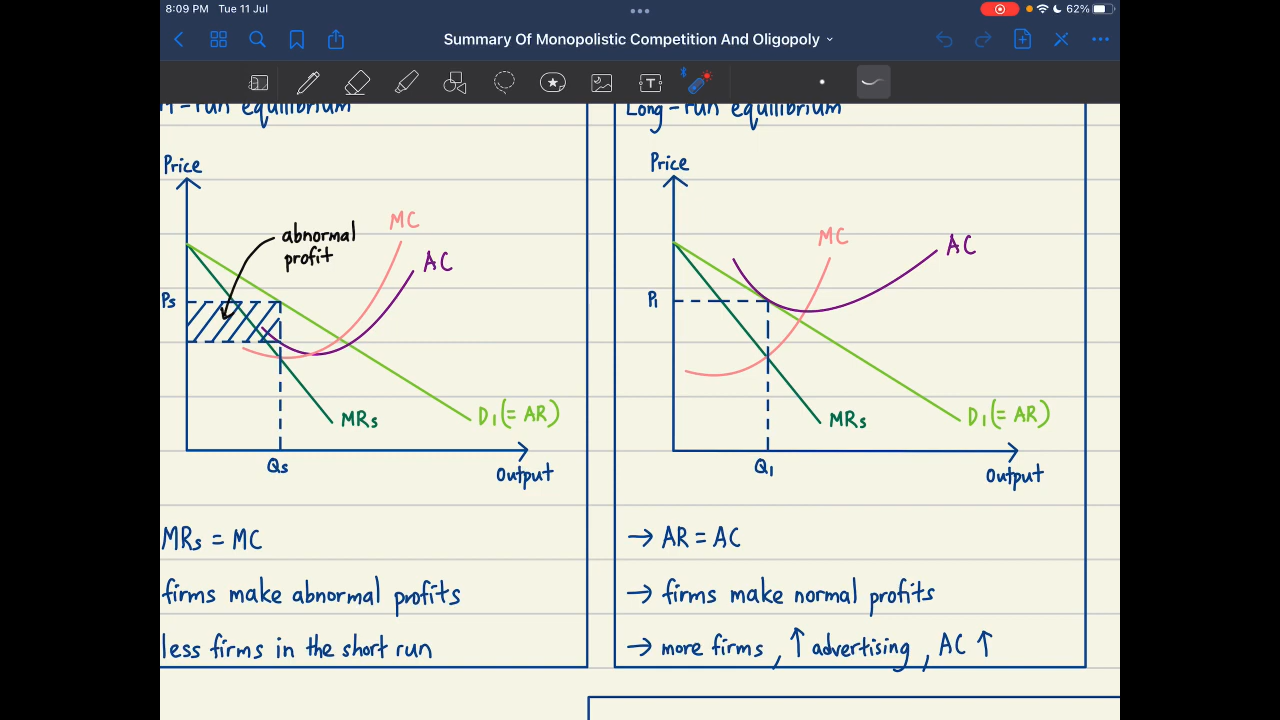 8:09 PM Tue 11 Jul
62%
Summary Of Monopolistic Competition And Oligopoly
run equilibrium
Price
abnormal
profit
MC
AC
Ps
MRs
D1(= AR)
Qs
Output
MRs = MC
firms make abnormal profits
less firms in the short run
Long-run equilibrium
Price
MC
AC
P1
MRs
D1(= AR)
Q1
Output
→ AR = AC
→ firms make normal profits
→ more firms, ↑ advertising, AC ↑